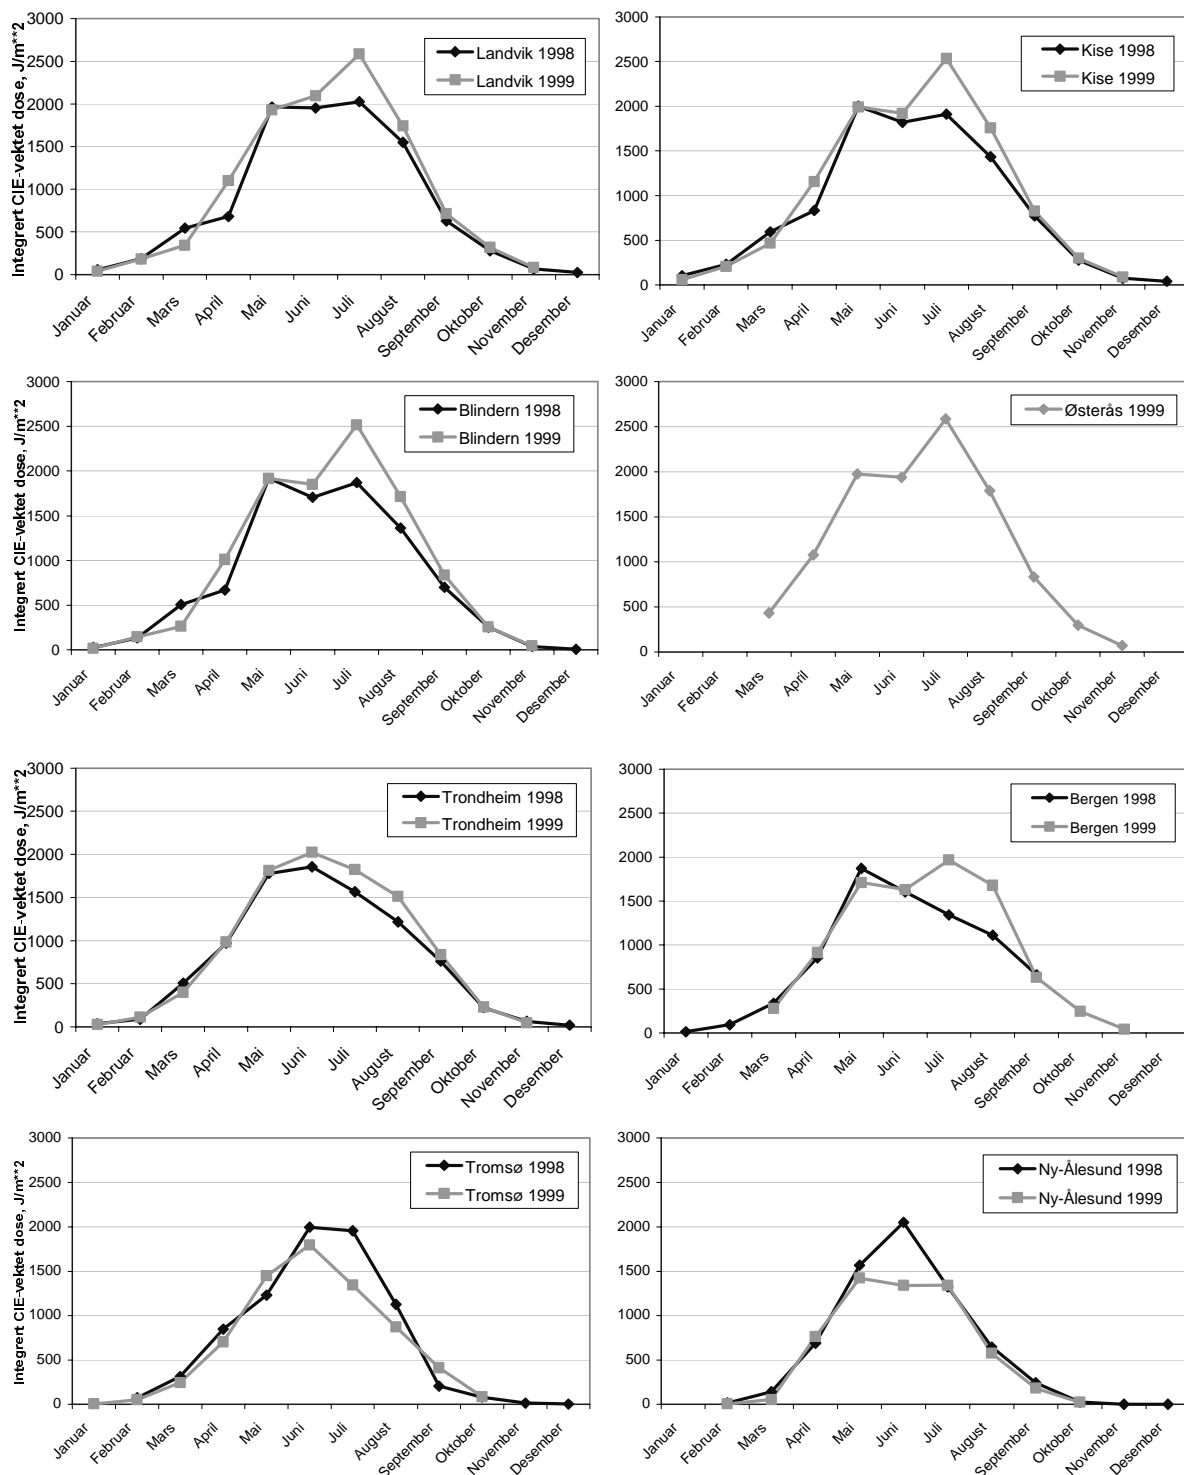 Integrert CIE-vektet dose, J/m**2
3000
2500
2000
1500
1000
500
0
Landvik 1998
Landvik 1999
Januar
Februar
Mars
April
Mai
Juni
Juli
August
September
Oktober
November
Desember
3000
2500
2000
1500
1000
500
0
Kise 1998
Kise 1999
Januar
Februar
Mars
April
Mai
Juni
Juli
August
September
Oktober
November
Desember
Integrert CIE-vektet dose, J/m**2
3000
2500
2000
1500
1000
500
0
Blindern 1998
Blindern 1999
Januar
Februar
Mars
April
Mai
Juni
Juli
August
September
Oktober
November
Desember
3000
2500
2000
1500
1000
500
0
Østerås 1999
Januar
Februar
Mars
April
Mai
Juni
Juli
August
September
Oktober
November
Desember
Integrert CIE-vektet dose, J/m**2
3000
2500
2000
1500
1000
500
0
Trondheim 1998
Trondheim 1999
Januar
Februar
Mars
April
Mai
Juni
Juli
August
September
Oktober
November
Desember
3000
2500
2000
1500
1000
500
0
Bergen 1998
Bergen 1999
Januar
Februar
Mars
April
Mai
Juni
Juli
August
September
Oktober
November
Desember
Integrert CIE-vektet dose, J/m**2
3000
2500
2000
1500
1000
500
0
Tromsø 1998
Tromsø 1999
Januar
Februar
Mars
April
Mai
Juni
Juli
August
September
Oktober
November
Desember
3000
2500
2000
1500
1000
500
0
Ny-Ålesund 1998
Ny-Ålesund 1999
Januar
Februar
Mars
April
Mai
Juni
Juli
August
September
Oktober
November
Desember